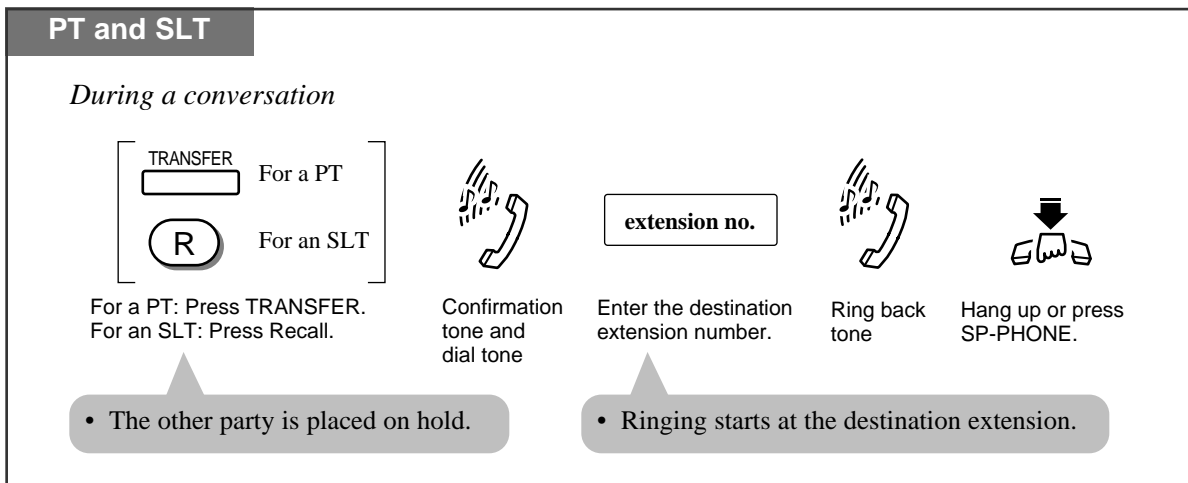 PT and SLT
During a conversation
TRANSFER
For a PT
R
For an SLT
extension no.
For a PT: Press TRANSFER.
For an SLT: Press Recall.
Confirmation
tone and
dial tone
Enter the destination
extension number.
Ring back
tone
Hang up or press
SP-PHONE.
• The other party is placed on hold.
• Ringing starts at the destination extension.